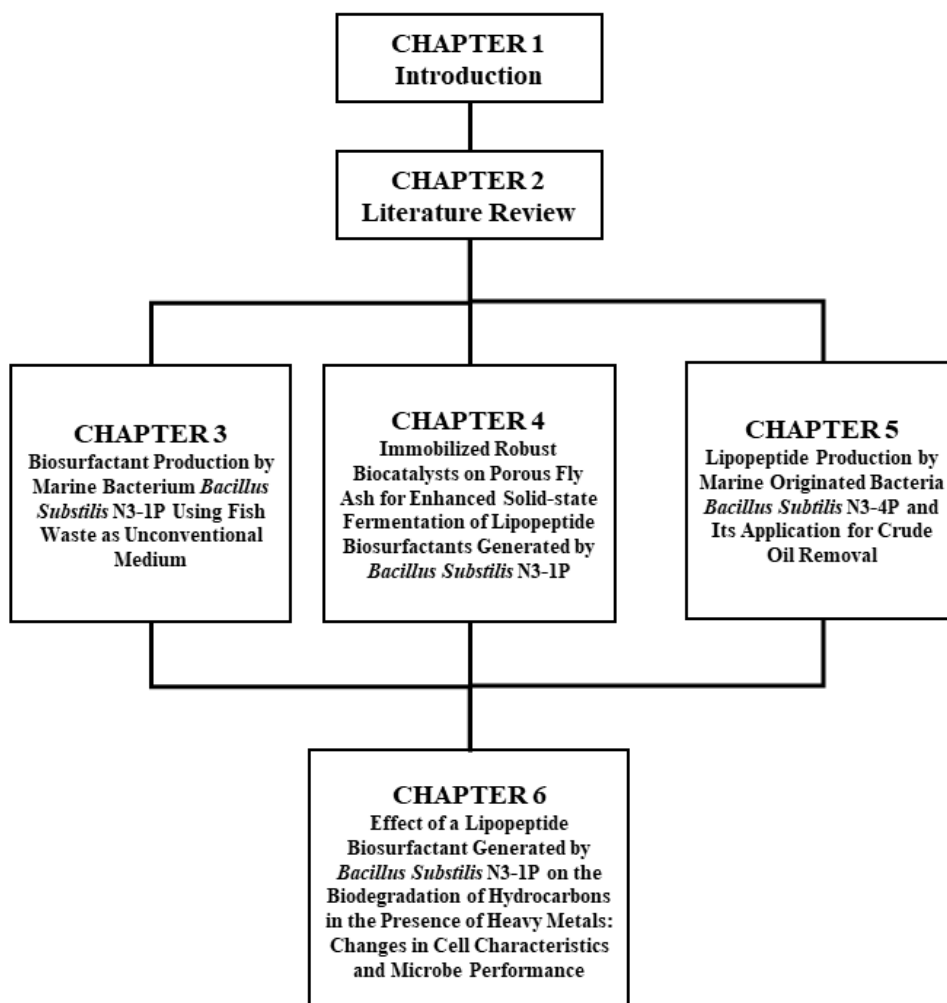 CHAPTER 1
Introduction
CHAPTER 2
Literature Review
CHAPTER 3
Biosurfactant Production by
Marine Bacterium Bacillus
Substilis N3-1P Using Fish
Waste as Unconventional
Medium
CHAPTER 4
Immobilized Robust
Biocatalysts on Porous Fly
Ash for Enhanced Solid-state
Fermentation of Lipopeptide
Biosurfactants Generated by
Bacillus Substilis N3-1P
CHAPTER 5
Lipopeptide Production by
Marine Originated Bacteria
Bacillus Subtilis N3-4P and
Its Application for Crude
Oil Removal
CHAPTER 6
Effect of a Lipopeptide
Biosurfactant Generated by
Bacillus Substilis N3-1P on the
Biodegradation of Hydrocarbons
in the Presence of Heavy Metals:
Changes in Cell Characteristics
and Microbe Performance